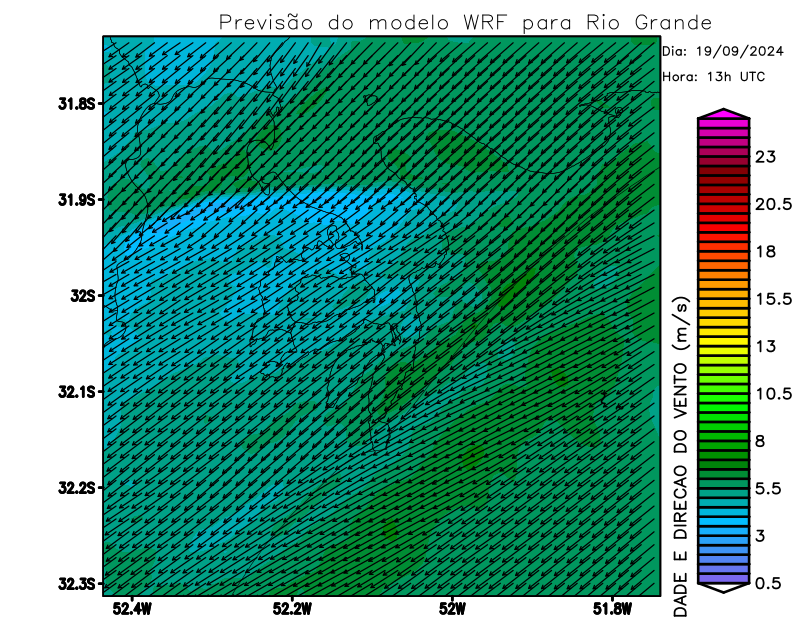 Previsão do modelo WRF para Rio Grande
Dia: 19/09/2024
Hora: 13h UTC
31.8S
31.9S
32S
32.1S
32.2S
32.3S
52.4W
52.2W
52W
51.8W
23
20.5
18
15.5
13
10.5
8
5.5
3
0.5
DADE E DIRECAO DO VENTO (m/s)